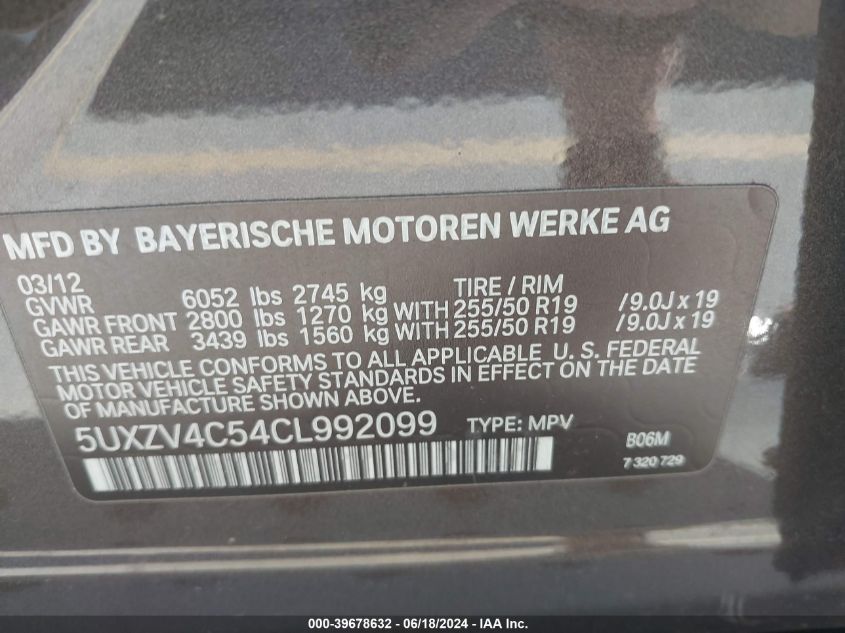 MFD BY BAYERISCHE MOTOREN WERKE AG
03/12
GVWR 6052 lbs 2745 kg TIRE / RIM
GAWR FRONT 2800 lbs 1270 kg WITH 255/50 R19 /9.0J x 19
GAWR REAR 3439 lbs 1560 kg WITH 255/50 R19 /9.0J x 19
THIS VEHICLE CONFORMS TO ALL APPLICABLE U. S. FEDERAL
MOTOR VEHICLE SAFETY STANDARDS IN EFFECT ON THE DATE
OF MANUFACTURE SHOWN ABOVE.
5UXZV4C54CL992099 TYPE: MPV B06M
7 320 729
000-39678632 - 06/18/2024 - IAA Inc.